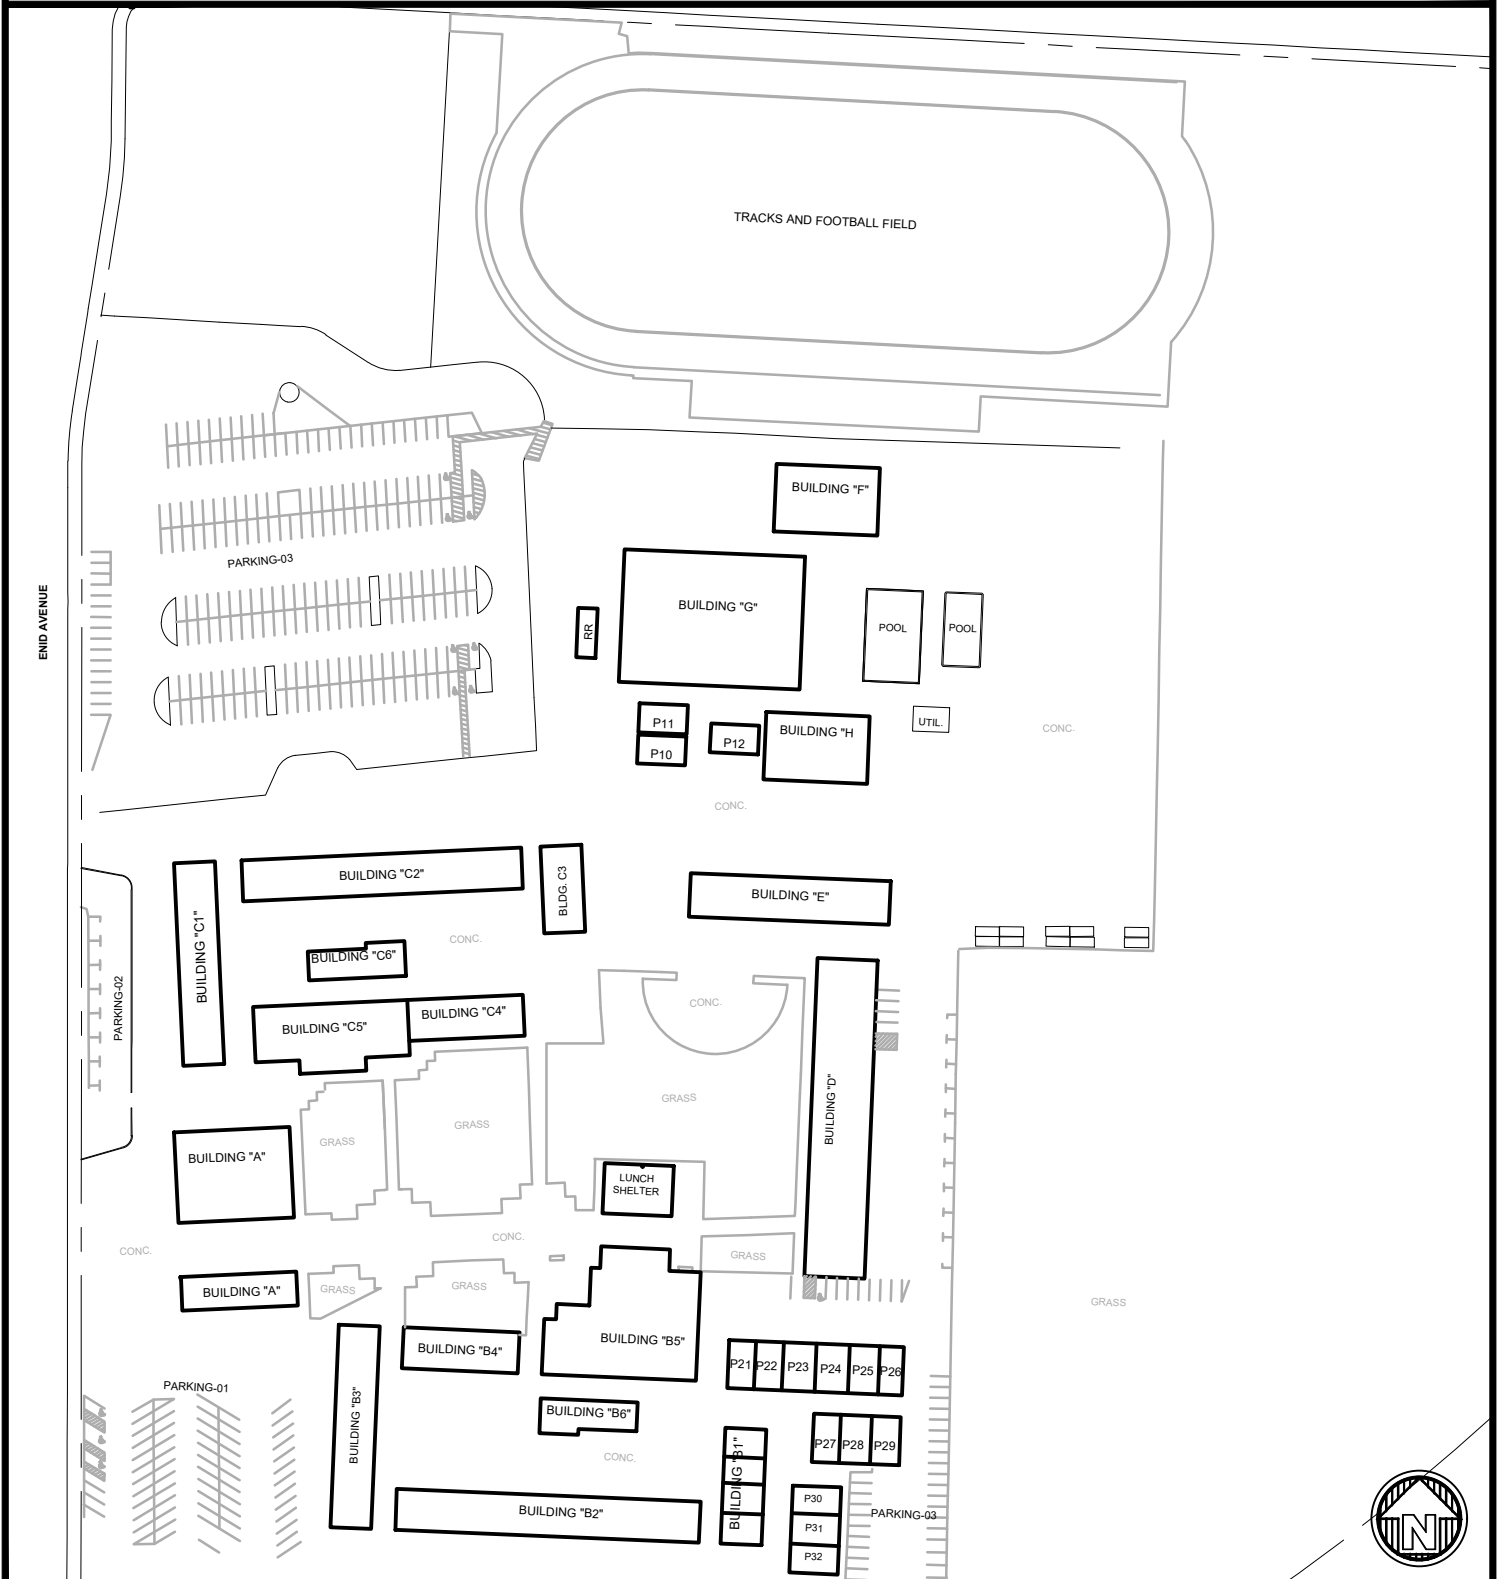 TRACKS AND FOOTBALL FIELD
BUILDING "F"
PARKING-03
ENID AVENUE
BUILDING "G"
RR
POOL
POOL
P11
P10
P12
BUILDING "H
UTIL.
CONC.
CONC.
BUILDING "C2"
BLDG. C3
BUILDING "E"
BUILDING "C1"
CONC.
BUILDING "C6"
PARKING-02
CONC.
BUILDING "C5"
BUILDING "C4"
BUILDING "D"
GRASS
GRASS
GRASS
BUILDING "A"
LUNCH
SHELTER
CONC.
CONC.
GRASS
BUILDING "A"
GRASS
GRASS
GRASS
BUILDING "B5"
BUILDING "B4"
P21
P22
P23
P24
P25
P26
PARKING-01
BUILDING "B3"
BUILDING "B6"
CONC.
BUILDING "B1"
P27
P28
P29
BUILDING "B2"
P30
P31
P32
PARKING-03
N